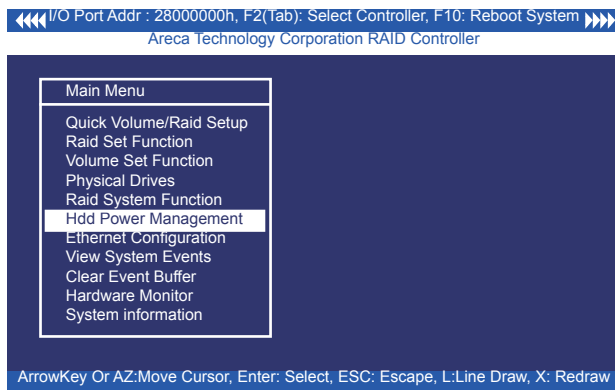 I/O Port Addr : 28000000h, F2(Tab): Select Controller, F10: Reboot System
Areca Technology Corporation RAID Controller
Main Menu
Quick Volume/Raid Setup
Raid Set Function
Volume Set Function
Physical Drives
Raid System Function
Hdd Power Management
Ethernet Configuration
View System Events
Clear Event Buffer
Hardware Monitor
System information
ArrowKey Or AZ:Move Cursor, Enter: Select, ESC: Escape, L:Line Draw, X: Redraw